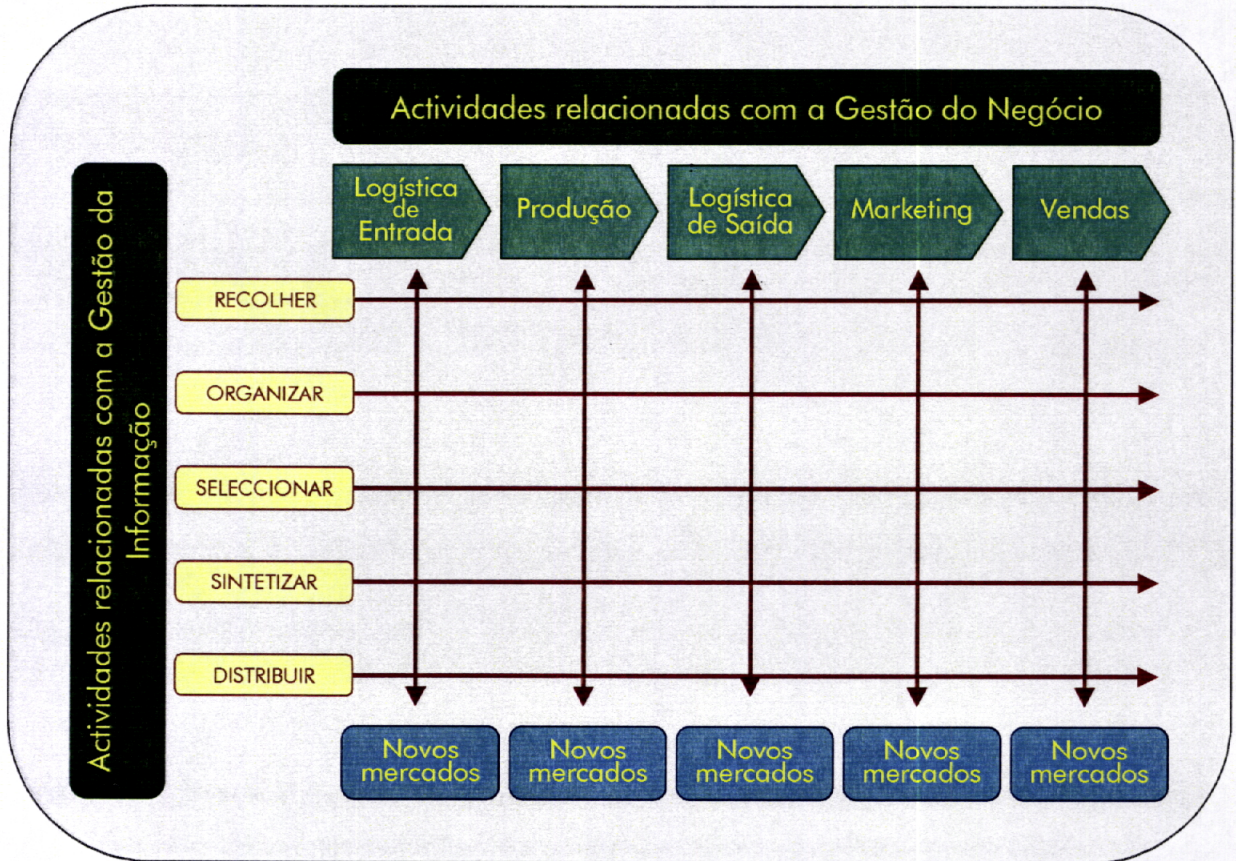 Actividades relacionadas com a Gestão do Negócio
Actividades relacionadas com a Gestão da
Informação
Logística
de
Entrada
Produção
Logística
de Saída
Marketing
Vendas
RECOLHER
ORGANIZAR
SELECCIONAR
SINTETIZAR
DISTRIBUIR
Novos
mercados
Novos
mercados
Novos
mercados
Novos
mercados
Novos
mercados